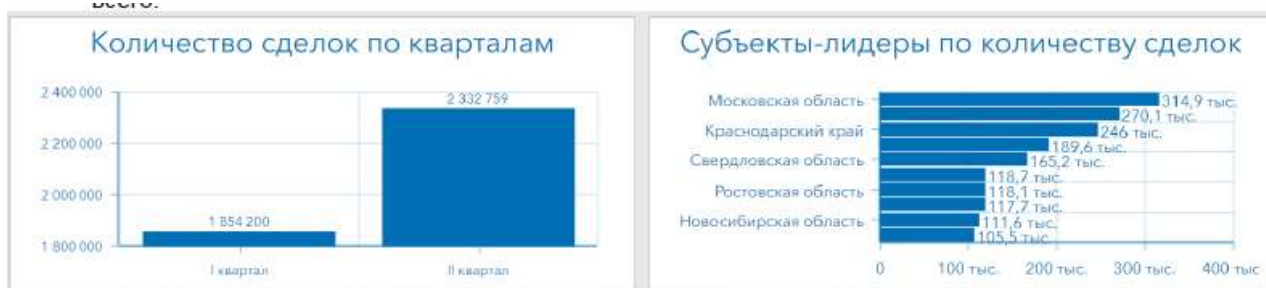 всего.
Количество сделок по кварталам
2 400 000
2 332 759
2 200 000
2 000 000
1 854 200
1 800 000
I квартал
II квартал
Субъекты-лидеры по количеству сделок
Московская область
314,9 тыс.
270,1 тыс.
Краснодарский край
246 тыс.
189,6 тыс.
Свердловская область
165,2 тыс.
118,7 тыс.
Ростовская область
118,1 тыс.
117,7 тыс.
Новосибирская область
111,6 тыс.
105,5 тыс.
0 100 тыс. 200 тыс. 300 тыс. 400 тыс